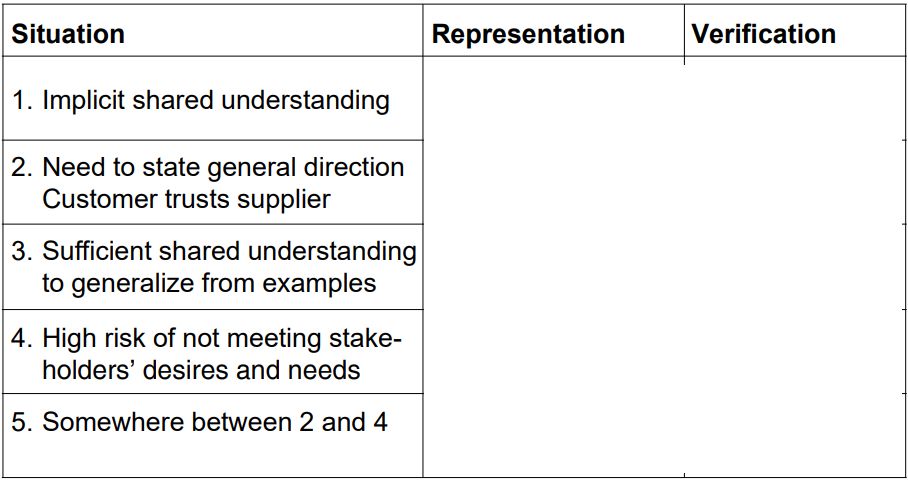 Situation Representation Verification
1. Implicit shared understanding
2. Need to state general direction
Customer trusts supplier
3. Sufficient shared understanding
to generalize from examples
4. High risk of not meeting stake-
holders’ desires and needs
5. Somewhere between 2 and 4